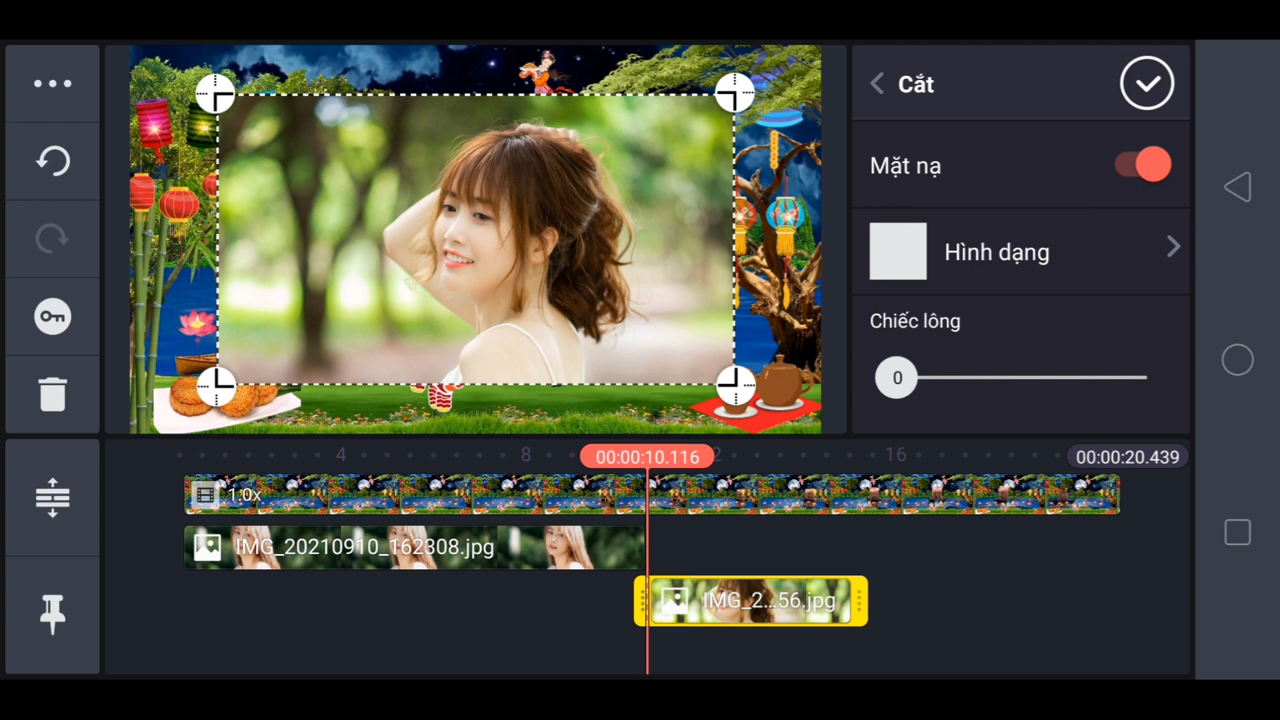 Cắt
Mặt nạ
Hình dạng
Chiếc lông
0
4
8
00:00:10.116
2
16
00:00:20.439
1.0x
IMG_20210910_162308.jpg
IMG_2...56.jpg